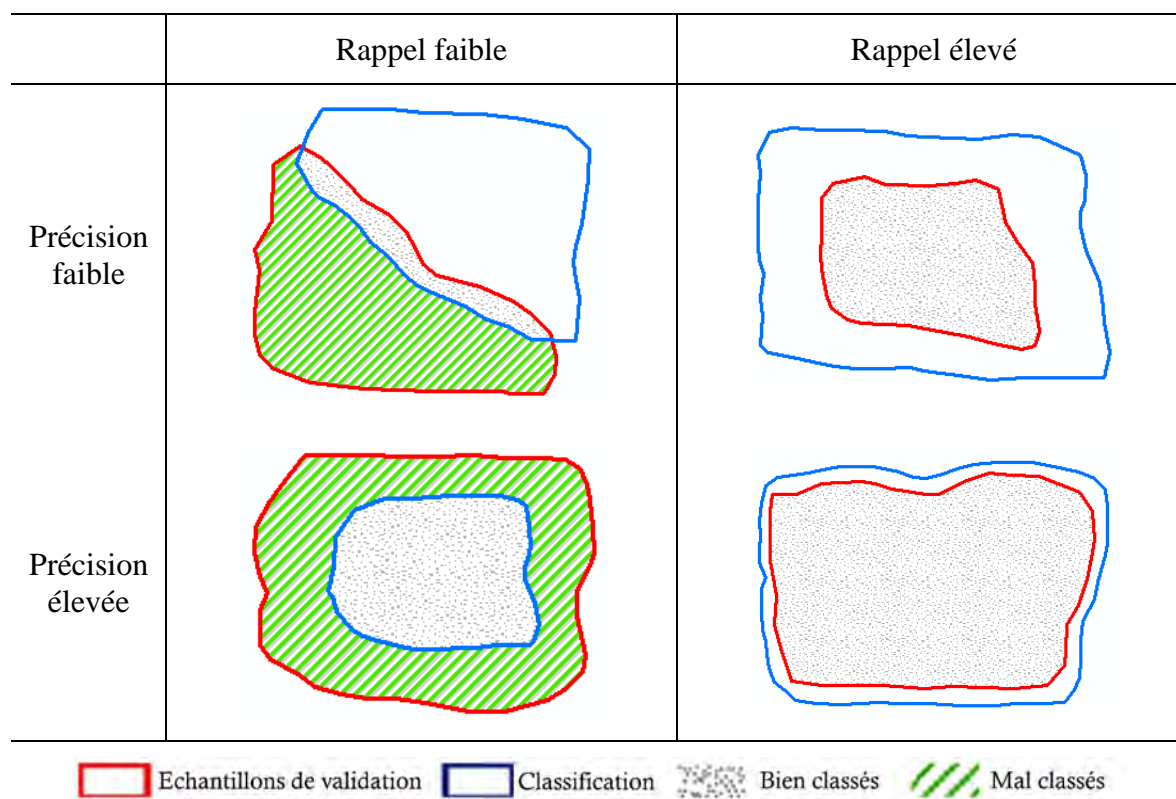 Rappel faible
Rappel élevé
Précision
faible
Précision
élevée
Echantillons de validation
Classification
Bien classés
Mal classés